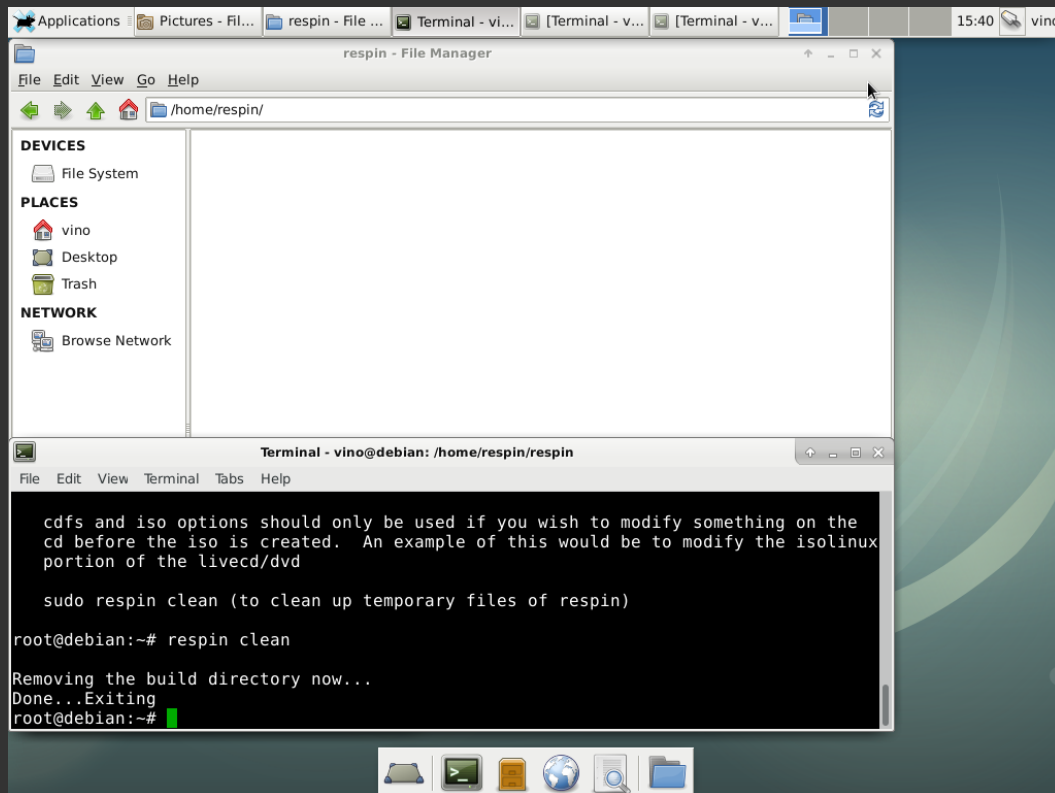 Applications
Pictures - Fil...
respin - File ...
Terminal - vi...
[Terminal - v...
[Terminal - v...
15:40
vino
respin - File Manager
File Edit View Go Help
/home/respin/
DEVICES
File System
PLACES
vino
Desktop
Trash
NETWORK
Browse Network
Terminal - vino@debian: /home/respin/respin
File Edit View Terminal Tabs Help
cdfs and iso options should only be used if you wish to modify something on the
cd before the iso is created.  An example of this would be to modify the isolinux
portion of the livecd/dvd
sudo respin clean (to clean up temporary files of respin)
root@debian:~# respin clean
Removing the build directory now...
Done...Exiting
root@debian:~#